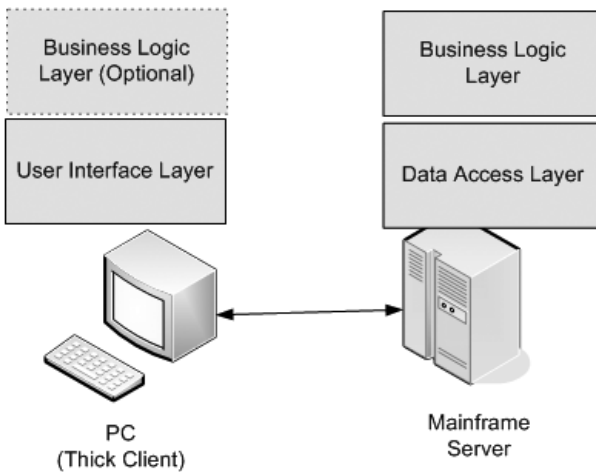 Business Logic
Layer (Optional)
User Interface Layer
PC
(Thick Client)
Business Logic
Layer
Data Access Layer
Mainframe
Server